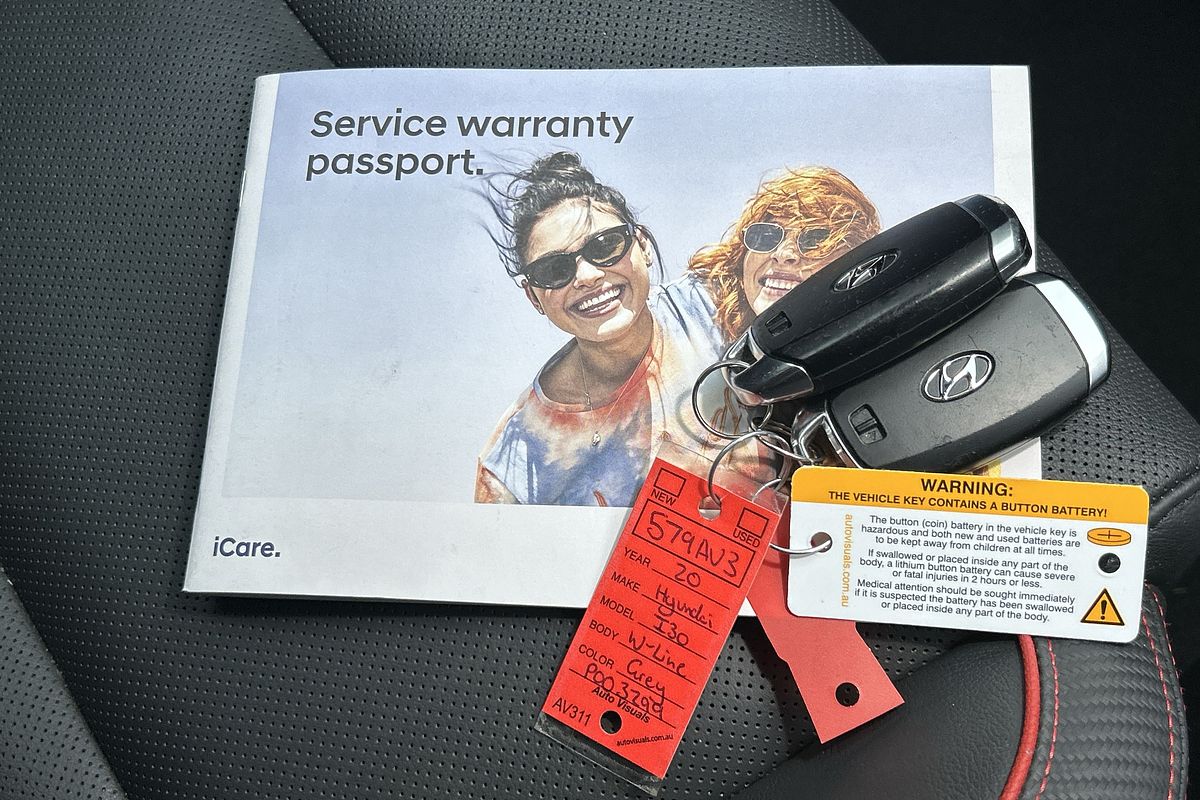 Service warranty
passport.
iCare.
NEW
USED
579AV3
YEAR 20
MAKE Hyundai
MODEL I30
BODY W-Line
COLOR Grey
P003299
Auto Visuals
AV311
autovisuals.com.au
WARNING:
THE VEHICLE KEY CONTAINS A BUTTON BATTERY!
autovisuals.com.au
The button (coin) battery in the vehicle key is
hazardous and both new and used batteries are
to be kept away from children at all times.
If swallowed or placed inside any part of the
body, a lithium button battery can cause severe
or fatal injuries in 2 hours or less.
Medical attention should be sought immediately
if it is suspected the battery has been swallowed
or placed inside any part of the body.